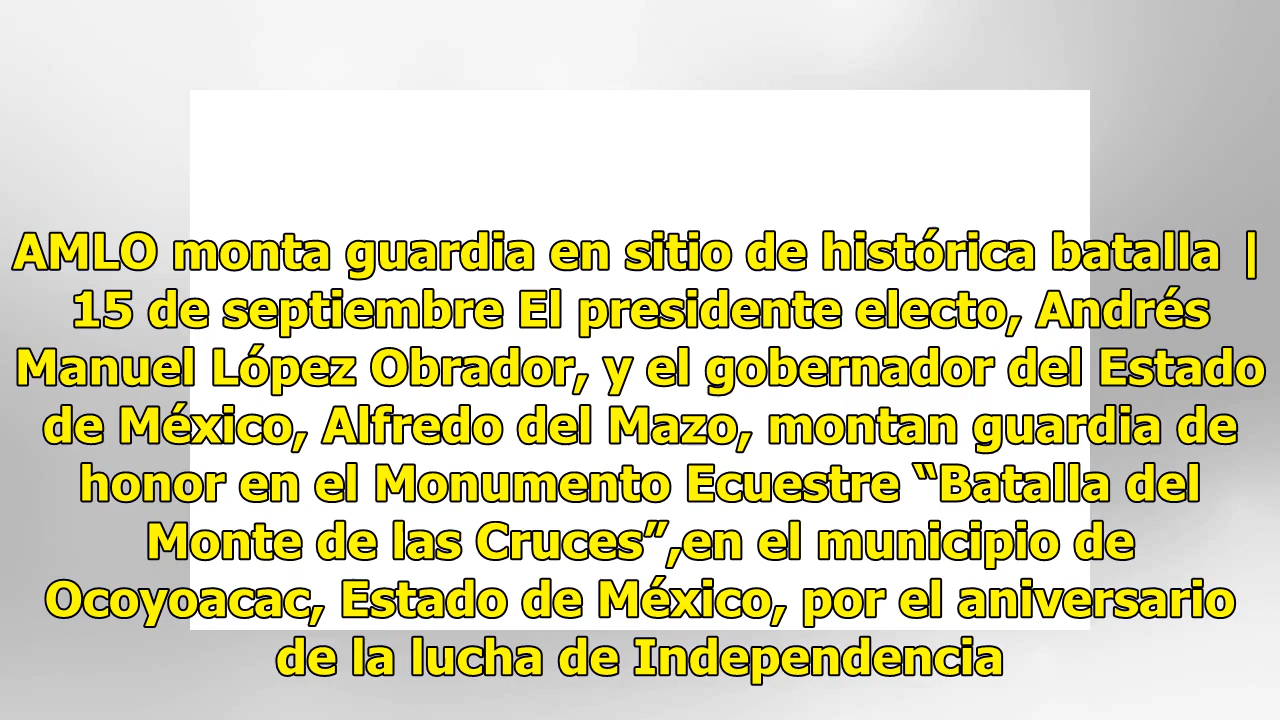 AMLO monta guardia en sitio de histórica batalla |
15 de septiembre El presidente electo, Andrés
Manuel López Obrador, y el gobernador del Estado
de México, Alfredo del Mazo, montan guardia de
honor en el Monumento Ecuestre “Batalla del
Monte de las Cruces”,en el municipio de
Ocoyoacac, Estado de México, por el aniversario
de la lucha de Independencia